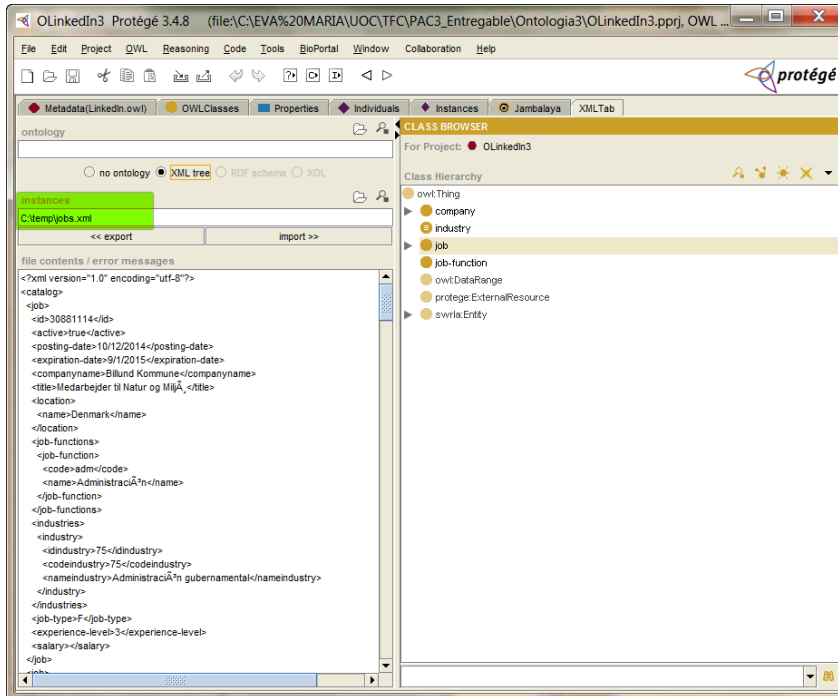 OLinkedIn3 Protégé 3.4.8 (file:\C:\EVA%20MARIA\UOC\TFC\PAC3_Entregable\Ontologia3\OLinkedIn3.pprj, OWL ...
File Edit Project OWL Reasoning Code Tools BioPortal Window Collaboration Help
protégé
Metadata(LinkedIn.owl) OWLClasses Properties Individuals Instances Jambalaya XMLTab
ontology
no ontology XML tree RDF schema XOL
instances
C:\temp\jobs.xml
<< export import >>
file contents / error messages
<?xml version="1.0" encoding="utf-8"?>
<catalog>
<job>
<id>30881114</id>
<active>true</active>
<posting-date>10/12/2014</posting-date>
<expiration-date>9/1/2015</expiration-date>
<companyname>Billund Kommune</companyname>
<title>Medarbejder til Natur og MiljÃ¸</title>
<location>
<name>Denmark</name>
</location>
<job-functions>
<job-function>
<code>adm</code>
<name>AdministraciÃ³n</name>
</job-function>
</job-functions>
<industries>
<industry>
<idindustry>75</idindustry>
<codeindustry>75</codeindustry>
<nameindustry>AdministraciÃ³n gubernamental</nameindustry>
</industry>
</industries>
<job-type>F</job-type>
<experience-level>3</experience-level>
<salary></salary>
</job>
<job>
CLASS BROWSER
For Project: OLinkedIn3
Class Hierarchy
owl:Thing
company
industry
job
job-function
owl:DataRange
protege:ExternalResource
swrla:Entity